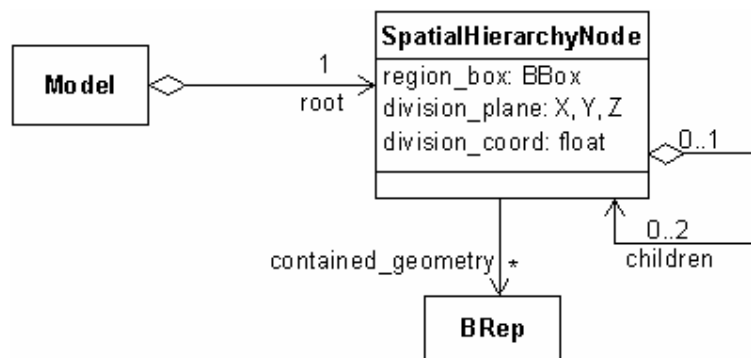 SpatialHierarchyNode
Model
1
root
region_box: BBox
division_plane: X, Y, Z
division_coord: float
0..1
0..2
children
contained_geometry
*
BRep